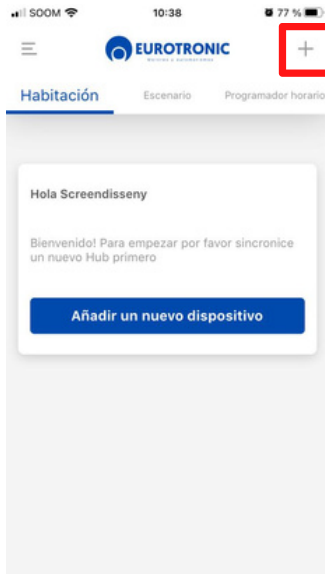 SOOM 10:38 77 %
EUROTRONIC
Habitación Escenario Programador horario
Hola Screendisseny
Bienvenido! Para empezar por favor sincronice
un nuevo Hub primero
Añadir un nuevo dispositivo